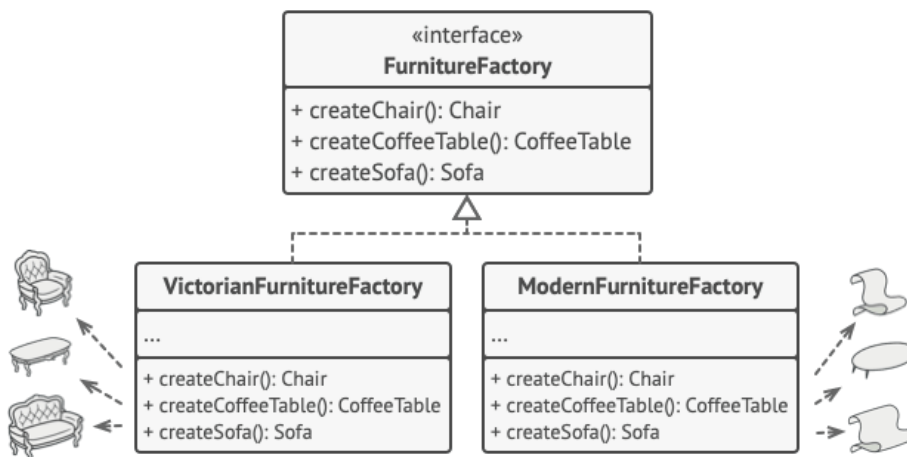 «interface»
FurnitureFactory
+ createChair(): Chair
+ createCoffeeTable(): CoffeeTable
+ createSofa(): Sofa
VictorianFurnitureFactory
...
+ createChair(): Chair
+ createCoffeeTable(): CoffeeTable
+ createSofa(): Sofa
ModernFurnitureFactory
...
+ createChair(): Chair
+ createCoffeeTable(): CoffeeTable
+ createSofa(): Sofa